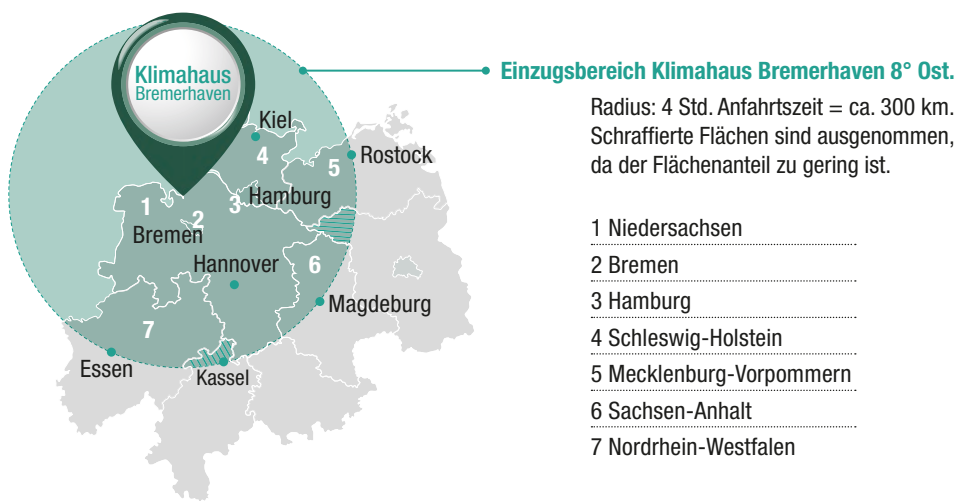 Klimahaus
Bremerhaven
Einzugsbereich Klimahaus Bremerhaven 8° Ost.
Radius: 4 Std. Anfahrtszeit = ca. 300 km.
Schraffierte Flächen sind ausgenommen,
da der Flächenanteil zu gering ist.
Kiel
4
5
Rostock
1
3
Hamburg
2
Bremen
Hannover
6
Magdeburg
7
Essen
Kassel
1 Niedersachsen
2 Bremen
3 Hamburg
4 Schleswig-Holstein
5 Mecklenburg-Vorpommern
6 Sachsen-Anhalt
7 Nordrhein-Westfalen